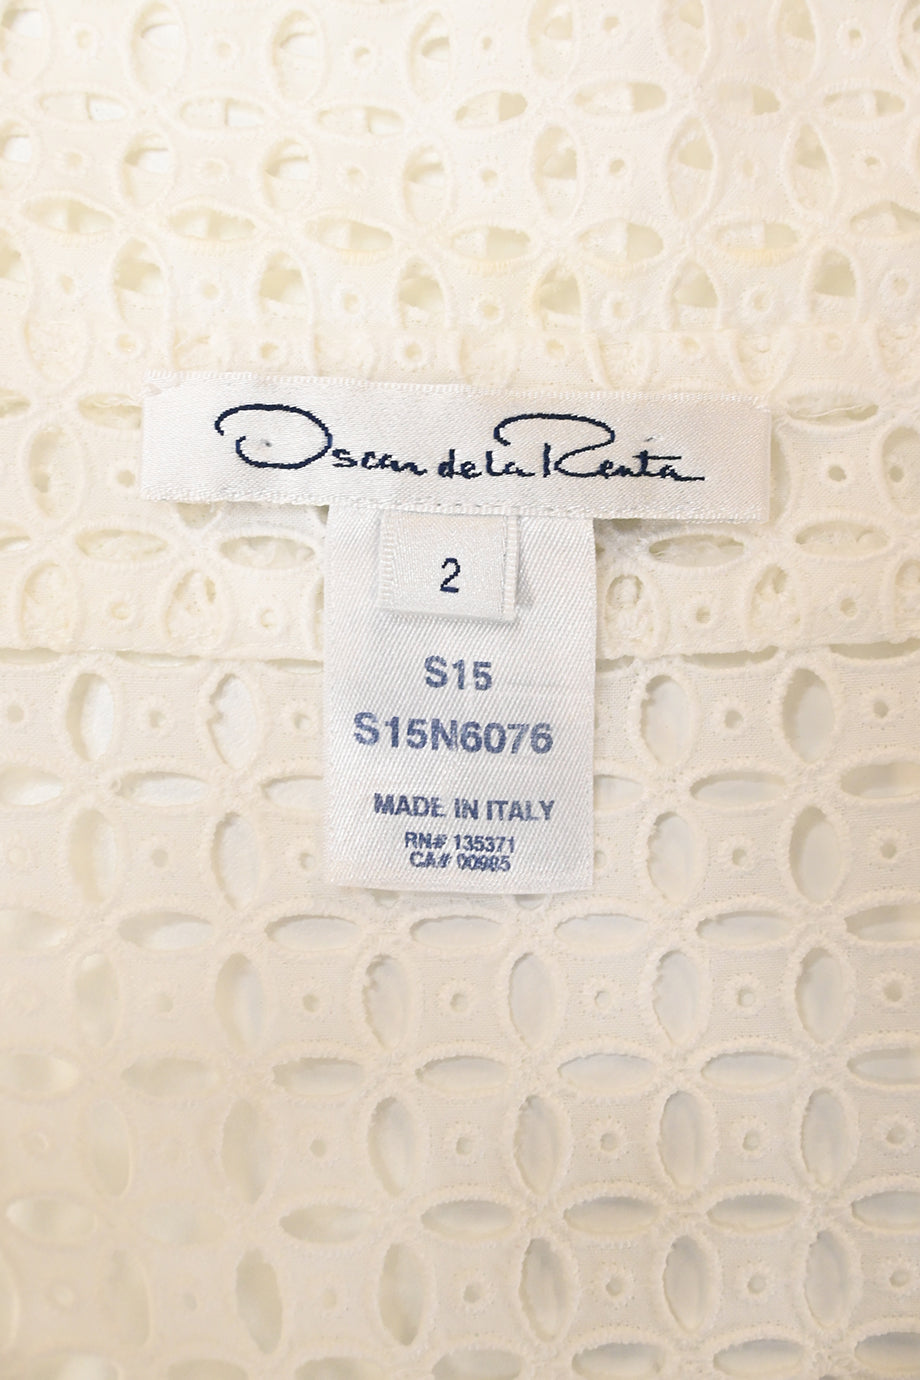 Oscar de la Renta
2
S15
S15N6076
MADE IN ITALY
RN# 135371
CA# 00985